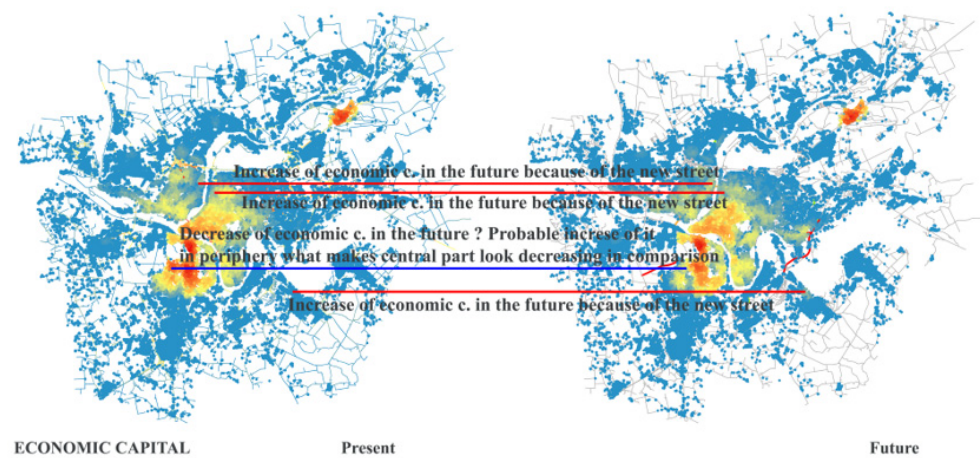 Increase of economic c. in the future because of the new street
Increase of economic c. in the future because of the new street
Decrease of economic c. in the future ? Probable increse of it
in periphery what makes central part look decreasing in comparison
Increase of economic c. in the future because of the new street
ECONOMIC CAPITAL Present Future